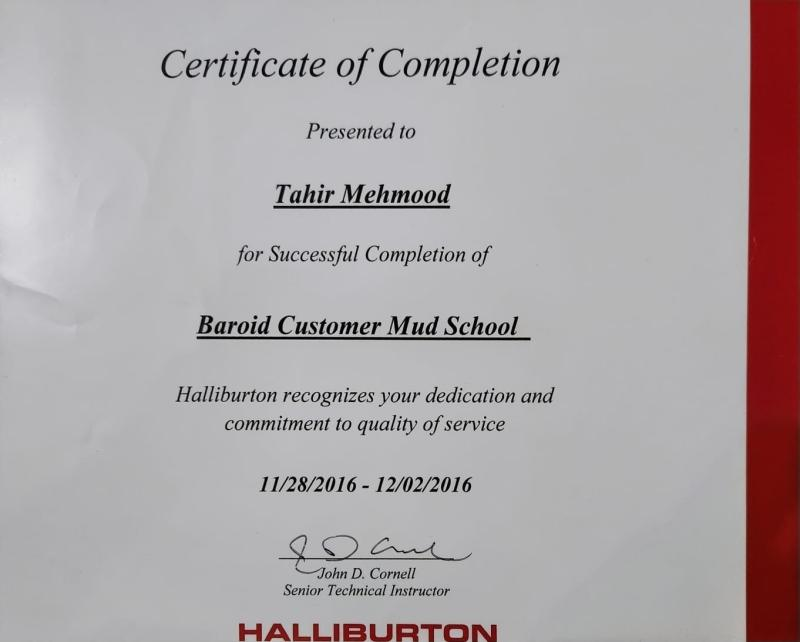 Certificate of Completion
Presented to
Tahir Mehmood
for Successful Completion of
Baroid Customer Mud School
Halliburton recognizes your dedication and
commitment to quality of service
11/28/2016 - 12/02/2016
John D. Cornell
Senior Technical Instructor
HALLIBURTON